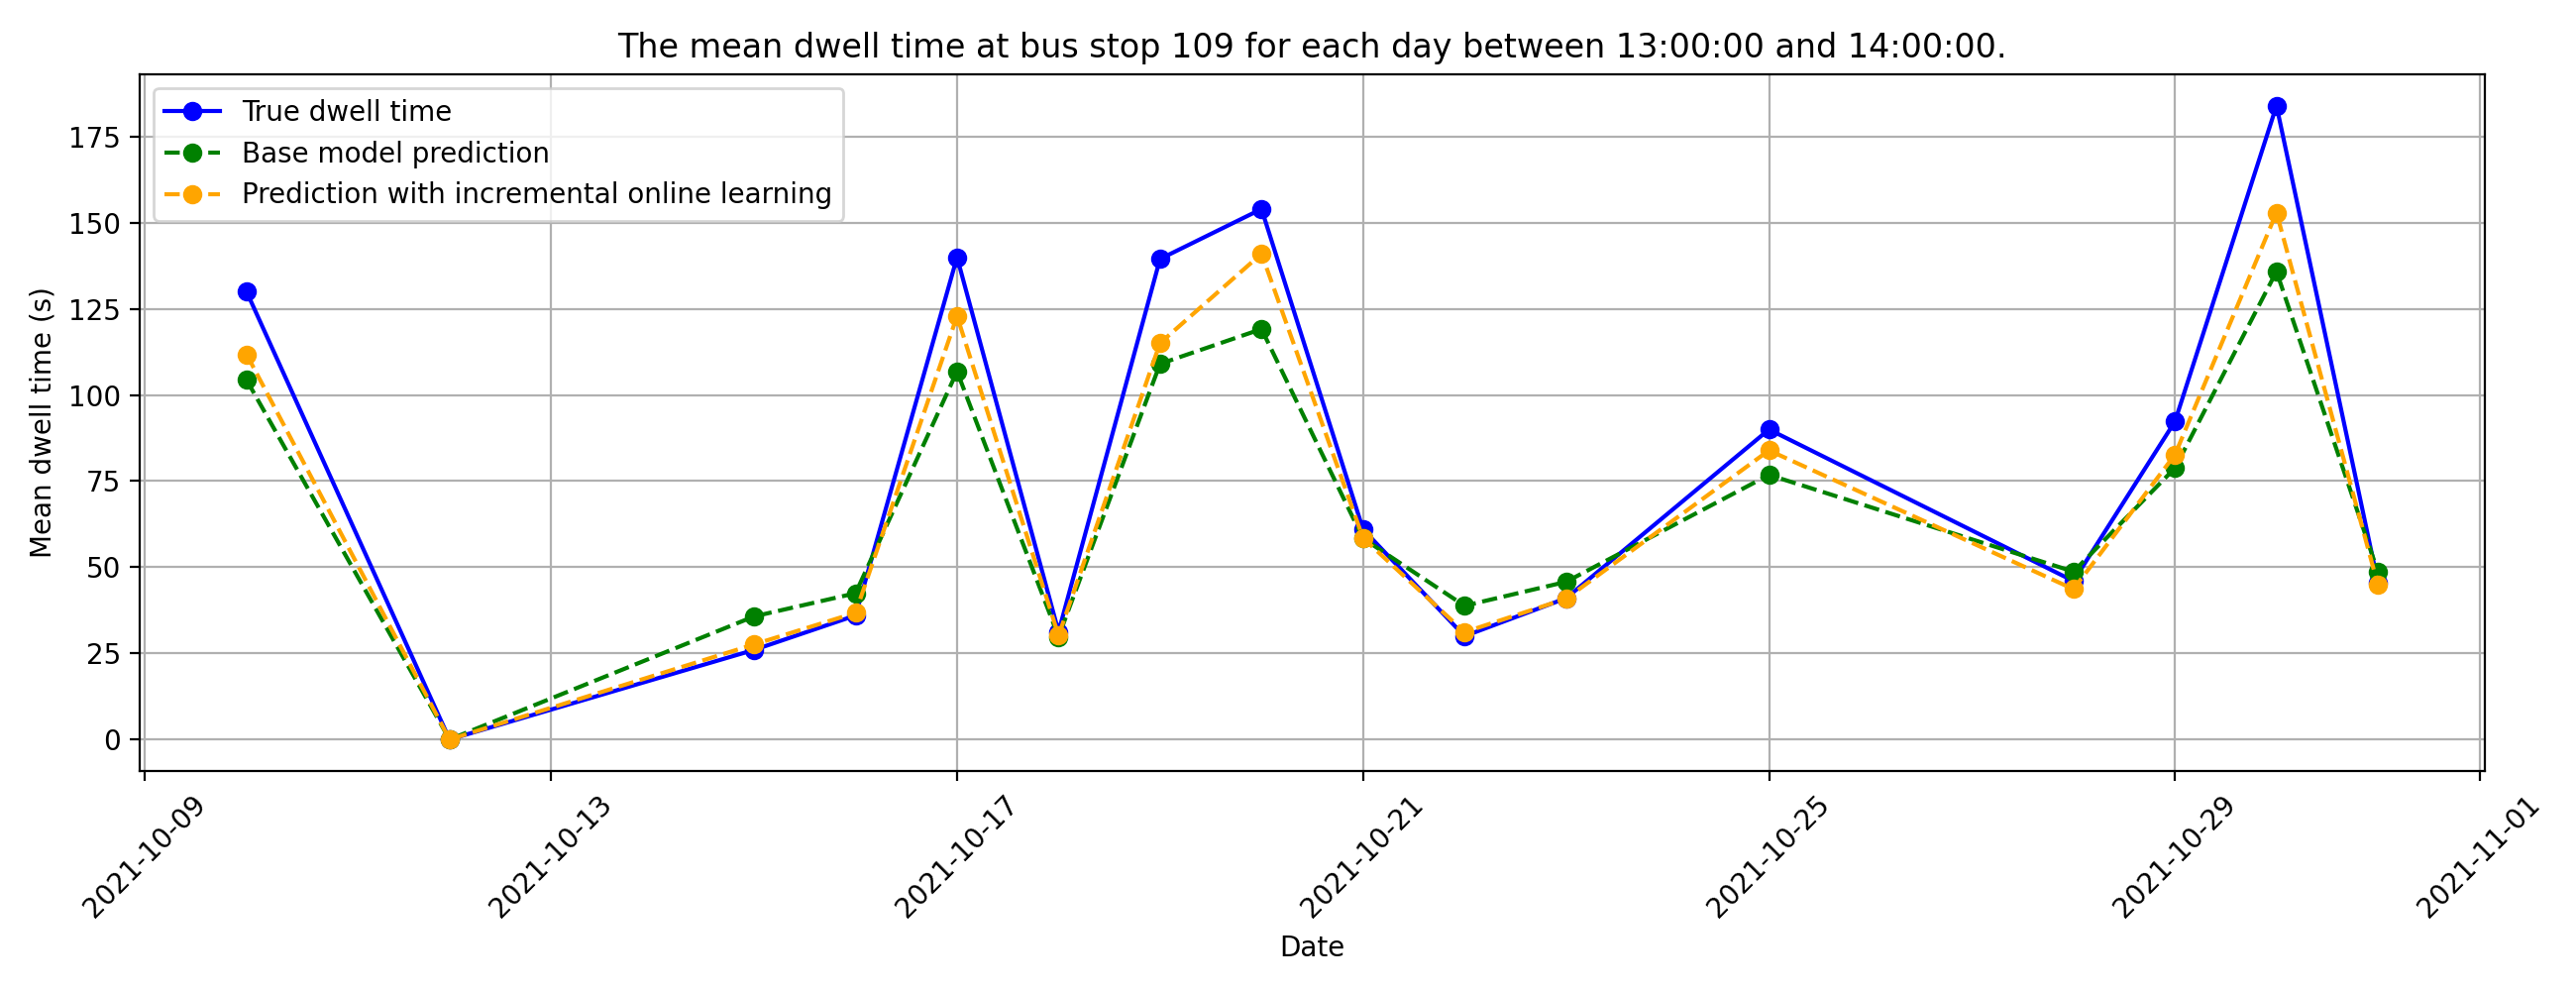 The mean dwell time at bus stop 109 for each day between 13:00:00 and 14:00:00.
True dwell time
Base model prediction
Prediction with incremental online learning
Mean dwell time (s)
175
150
125
100
75
50
25
0
2021-10-09
2021-10-13
2021-10-17
2021-10-21
2021-10-25
2021-10-29
2021-11-01
Date